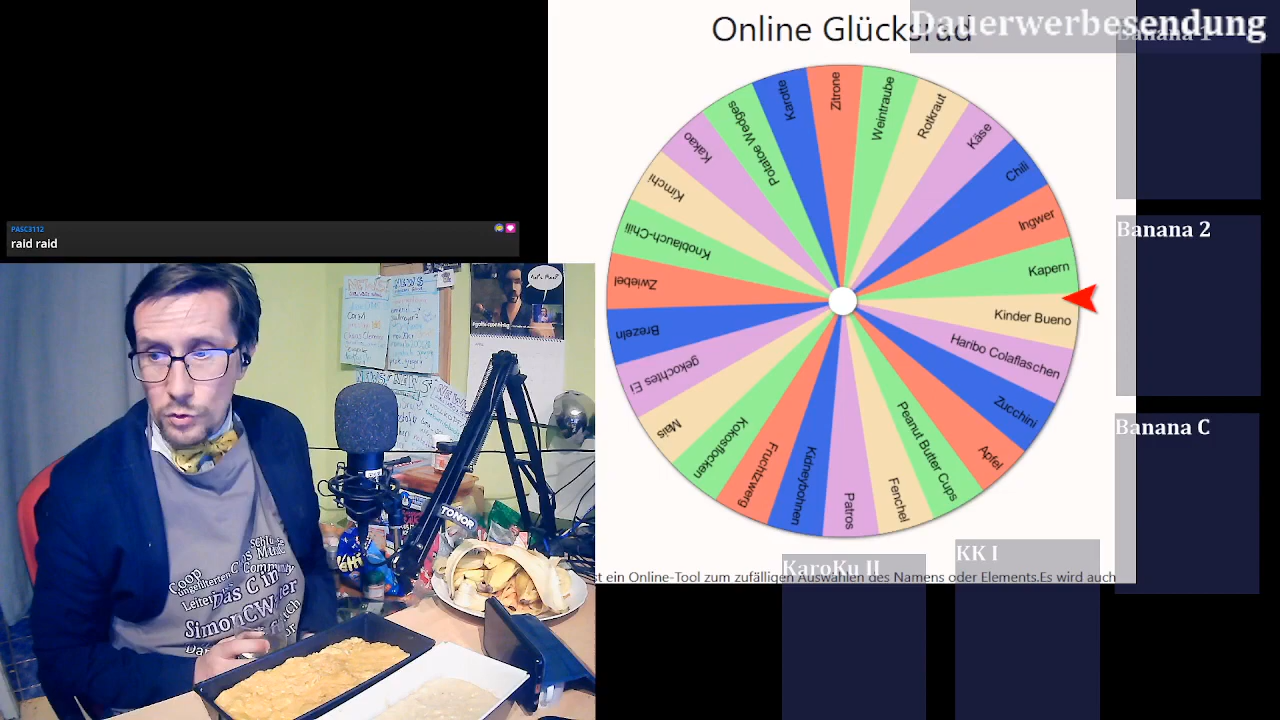 Online Glücksrad
Dauerwerbesendung
Banana 1
Zitrone
Weintraube
Rotkraut
Käse
Chili
Ingwer
Kapern
Kinder Bueno
Haribo Colaflaschen
Zucchini
Apfel
Peanut Butter Cups
Fenchel
Patros
Kidneybohnen
Fruchtzwerg
Kokosflocken
Mais
gekochtes Ei
Brezeln
Zwiebel
Knoblauch-Chili
Kimchi
Kakao
Potatoe Wedges
Karotte
PASC3112
raid raid
Banana 2
Banana C
KaroKu II
KK I
st ein Online-Tool zum zufälligen Auswählen des Namens oder Elements.Es wird auch
TONOR
SimonCW